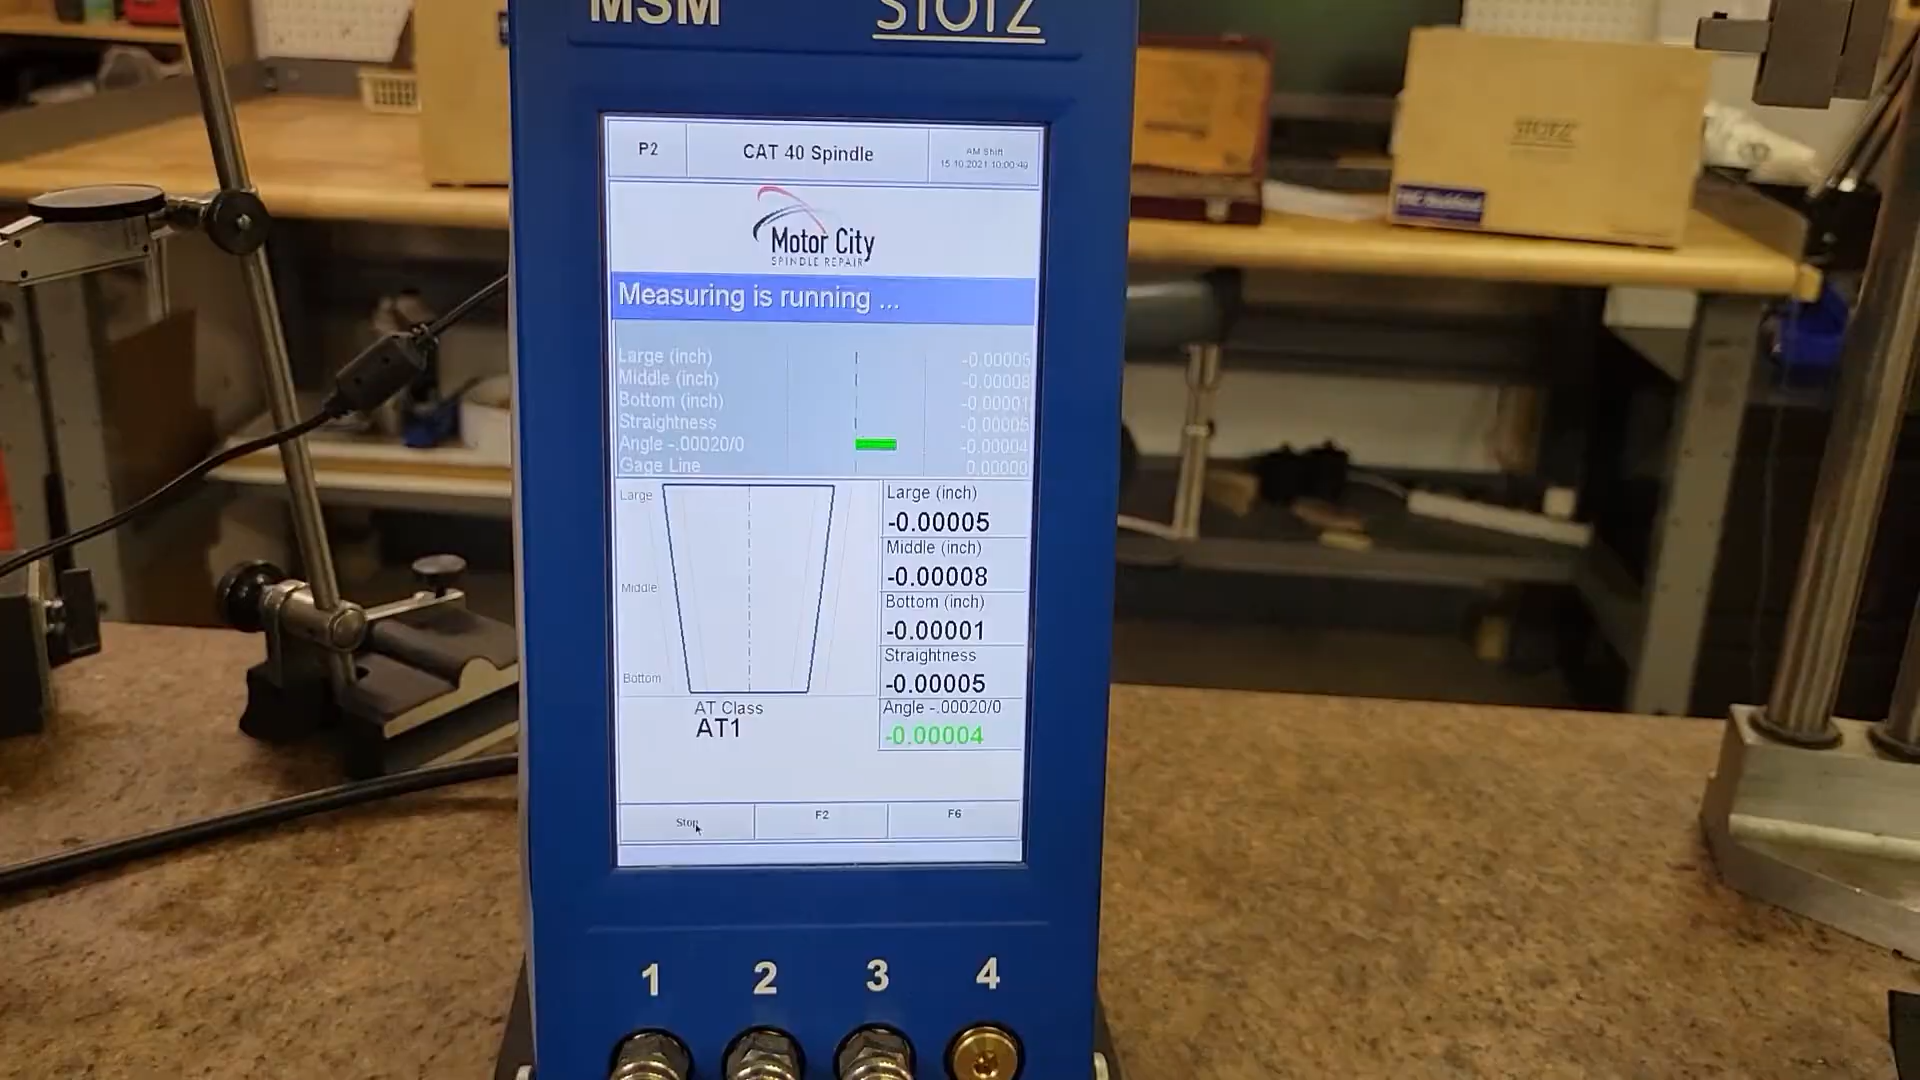 MSM STOTZ
P2
CAT 40 Spindle
AM Shift
15.10.2021 10:00:49
Motor City
SPINDLE REPAIR
Measuring is running ...
Large (inch) -0.00005
Middle (inch) -0.00008
Bottom (inch) -0.00001
Straightness -0.00005
Angle -.00020/0 -0.00004
Gage Line 0,00000
Large
Middle
Bottom
AT Class
AT1
Large (inch)
-0.00005
Middle (inch)
-0.00008
Bottom (inch)
-0.00001
Straightness
-0.00005
Angle -.00020/0
-0.00004
Stop F2 F6
1 2 3 4
STOTZ